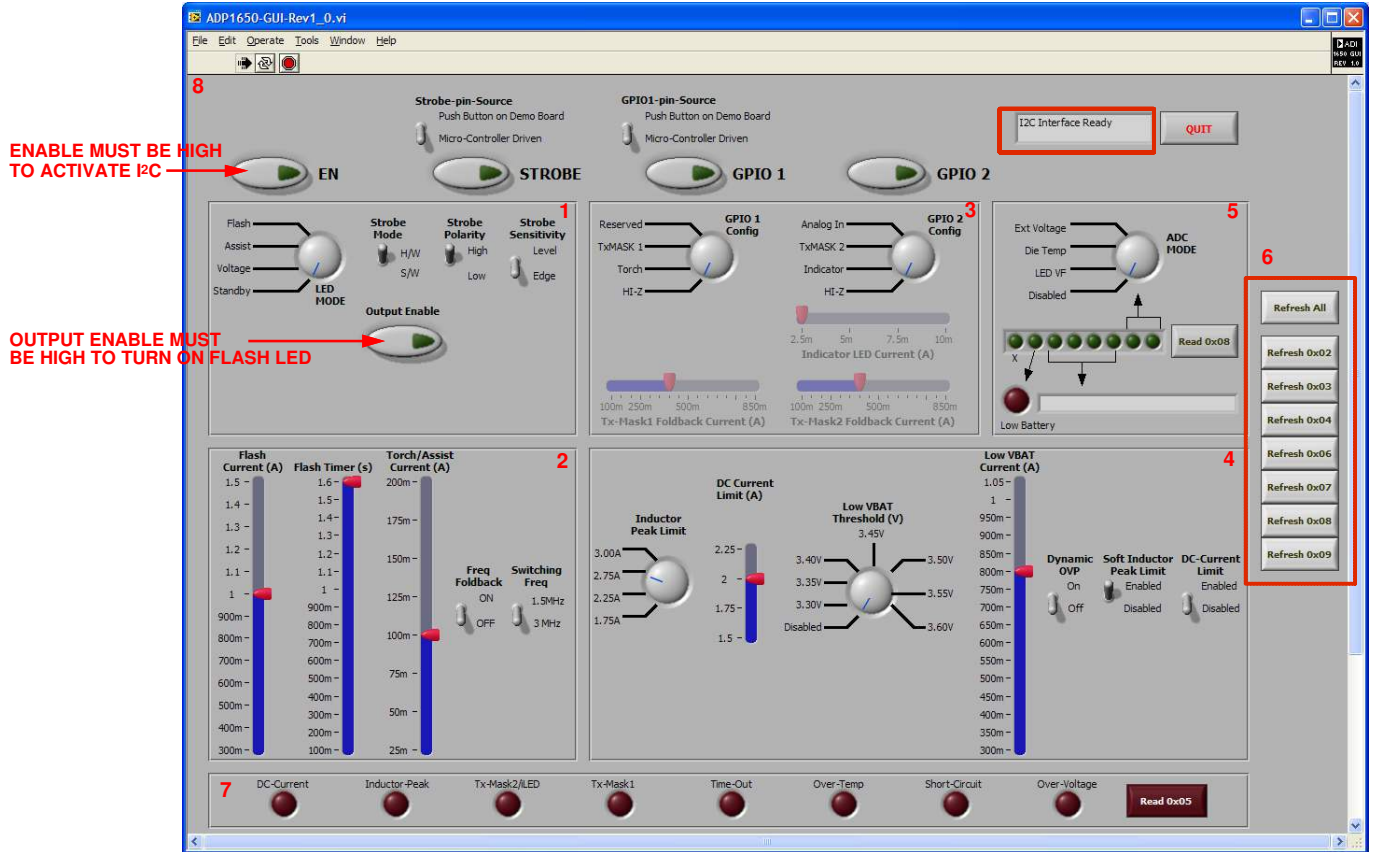 ADP1650-GUI-Rev1_0.vi
File Edit Operate Tools Window Help
ADI
1650 GUI
REV 1.0
8
Strobe-pin-Source
Push Button on Demo Board
Micro-Controller Driven
GPIO1-pin-Source
Push Button on Demo Board
Micro-Controller Driven
I2C Interface Ready
QUIT
ENABLE MUST BE HIGH
TO ACTIVATE I²C
EN
STROBE
GPIO 1
GPIO 2
1
Flash
Assist
Voltage
Standby
LED
MODE
Strobe
Mode
H/W
S/W
Strobe
Polarity
High
Low
Strobe
Sensitivity
Level
Edge
Output Enable
OUTPUT ENABLE MUST
BE HIGH TO TURN ON FLASH LED
3
Reserved
TxMASK 1
Torch
HI-Z
GPIO 1
Config
Analog In
TxMASK 2
Indicator
HI-Z
GPIO 2
Config
2.5m 5m 7.5m 10m
Indicator LED Current (A)
100m 250m 500m 850m
Tx-Mask1 Foldback Current (A)
100m 250m 500m 850m
Tx-Mask2 Foldback Current (A)
5
Ext Voltage
Die Temp
LED VF
Disabled
ADC
MODE
X
Read 0x08
Low Battery
6
Refresh All
Refresh 0x02
Refresh 0x03
Refresh 0x04
Refresh 0x06
Refresh 0x07
Refresh 0x08
Refresh 0x09
2
Flash
Current (A)
1.5
1.4
1.3
1.2
1.1
1
900m
800m
700m
600m
500m
400m
300m
Flash Timer (s)
1.6
1.5
1.4
1.3
1.2
1.1
1
900m
800m
700m
600m
500m
400m
300m
200m
100m
Torch/Assist
Current (A)
200m
175m
150m
125m
100m
75m
50m
25m
Freq
Foldback
ON
OFF
Switching
Freq
1.5MHz
3 MHz
4
Inductor
Peak Limit
3.00A
2.75A
2.25A
1.75A
DC Current
Limit (A)
2.25
2
1.75
1.5
Low VBAT
Threshold (V)
3.45V
3.40V
3.35V
3.30V
Disabled
3.50V
3.55V
3.60V
Low VBAT
Current (A)
1.05
1
950m
900m
850m
800m
750m
700m
650m
600m
550m
500m
450m
400m
350m
300m
Dynamic
OVP
On
Off
Soft Inductor
Peak Limit
Enabled
Disabled
DC-Current
Limit
Enabled
Disabled
7
DC-Current
Inductor-Peak
Tx-Mask2/iLED
Tx-Mask1
Time-Out
Over-Temp
Short-Circuit
Over-Voltage
Read 0x05